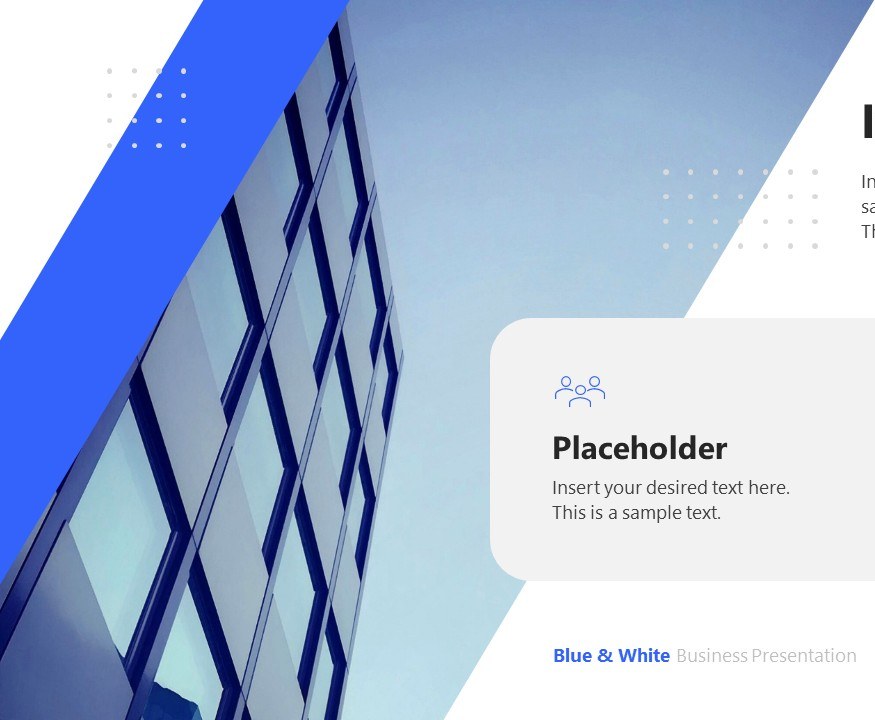 Placeholder
Insert your desired text here.
This is a sample text.
Blue & White Business Presentation